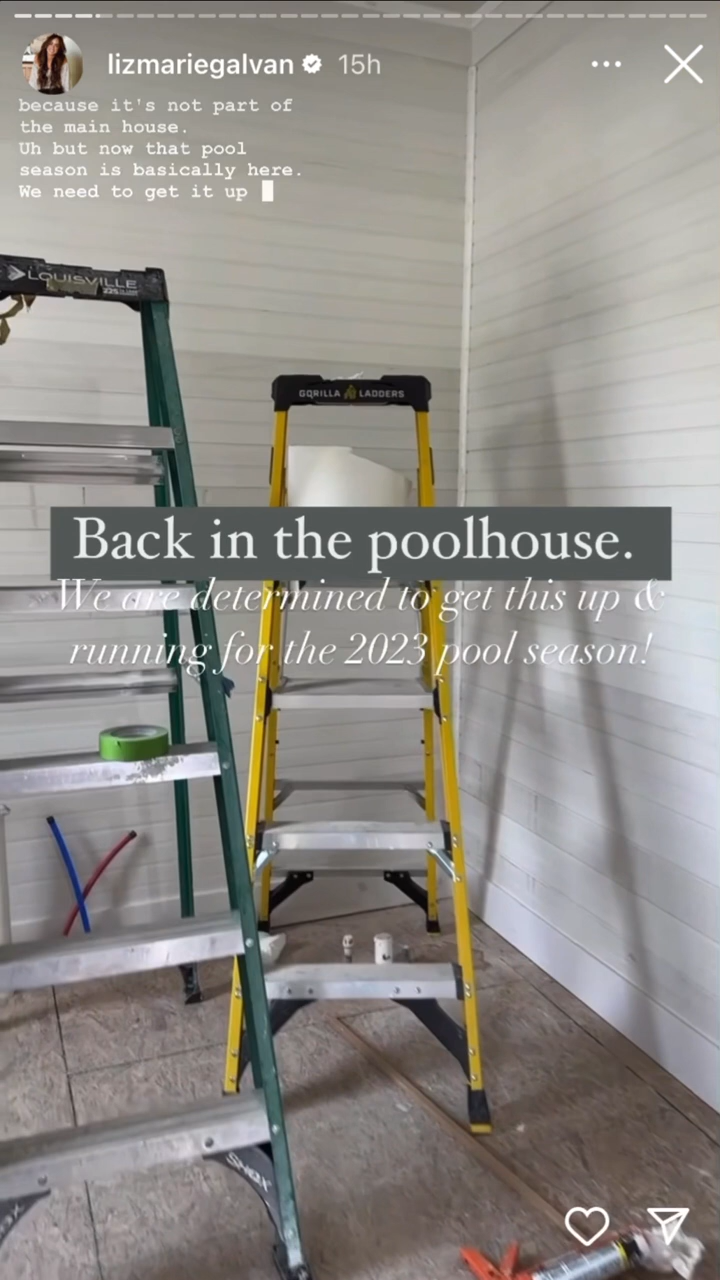 lizmariegalvan 15h
because it's not part of
the main house.
Uh but now that pool
season is basically here.
We need to get it up
LOUISVILLE
225
GORILLA LADDERS
Back in the poolhouse.
We are determined to get this up &
running for the 2023 pool season!